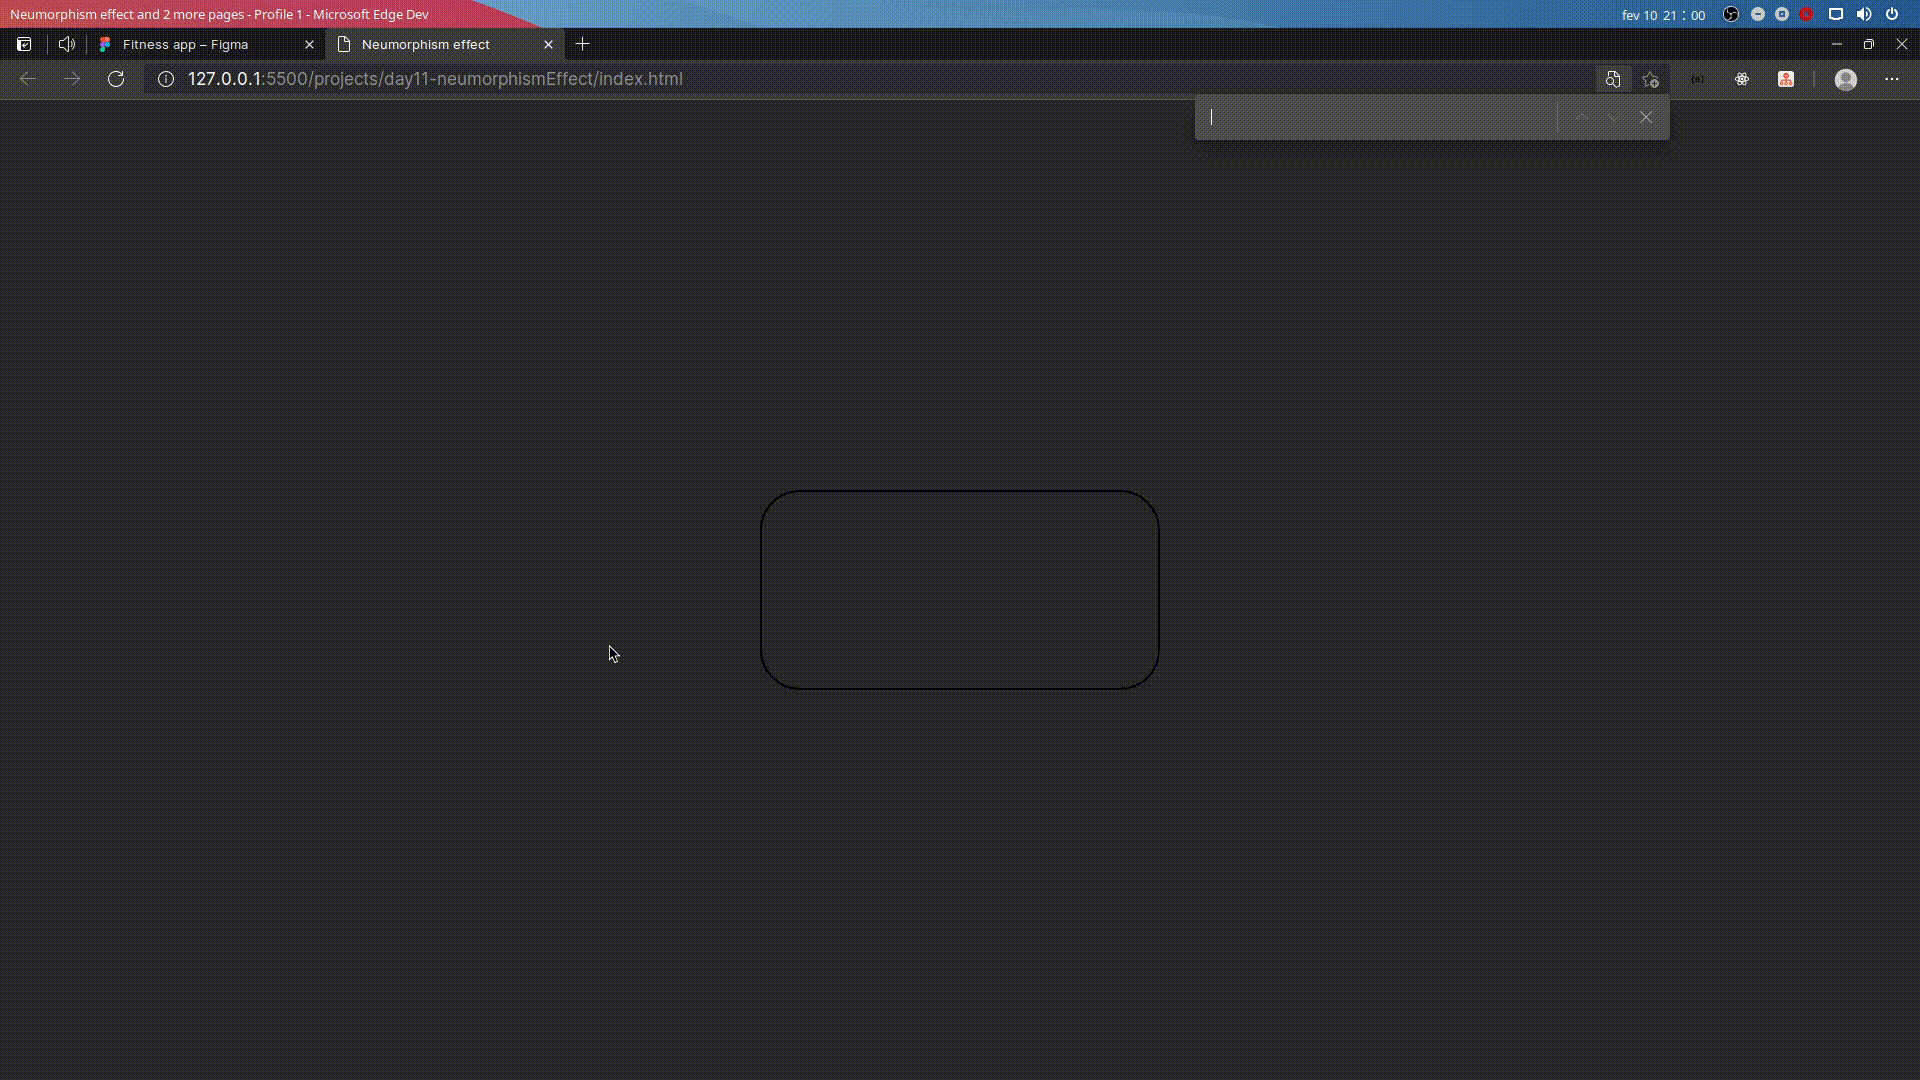 Neumorphism effect and 2 more pages - Profile 1 - Microsoft Edge Dev
fev 10 21 : 00
Fitness app – Figma
Neumorphism effect
127.0.0.1:5500/projects/day11-neumorphismEffect/index.html